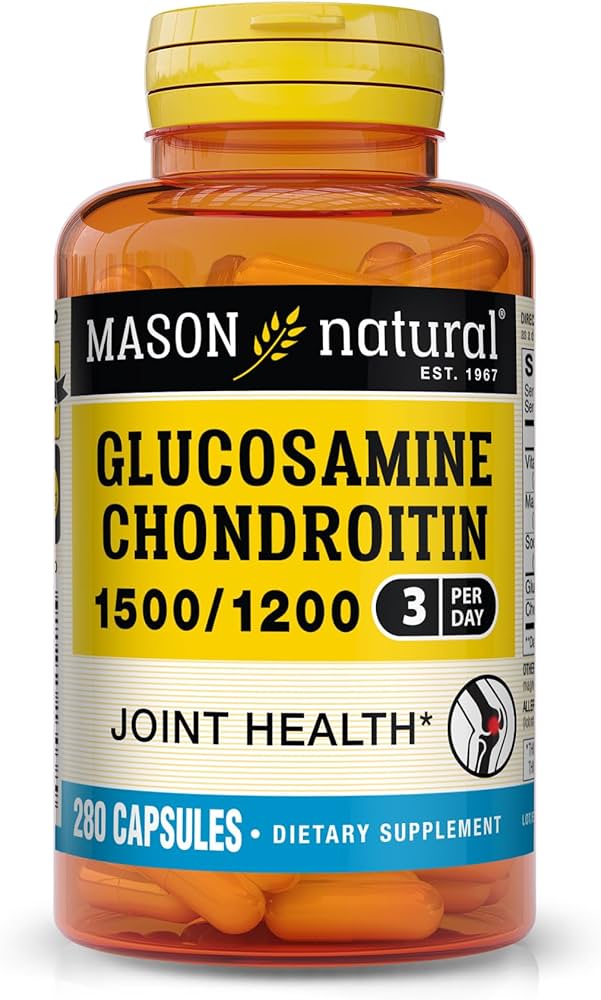 MASON natural®
EST. 1967
GLUCOSAMINE
CHONDROITIN
1500/1200 3 PER DAY
JOINT HEALTH*
280 CAPSULES • DIETARY SUPPLEMENT